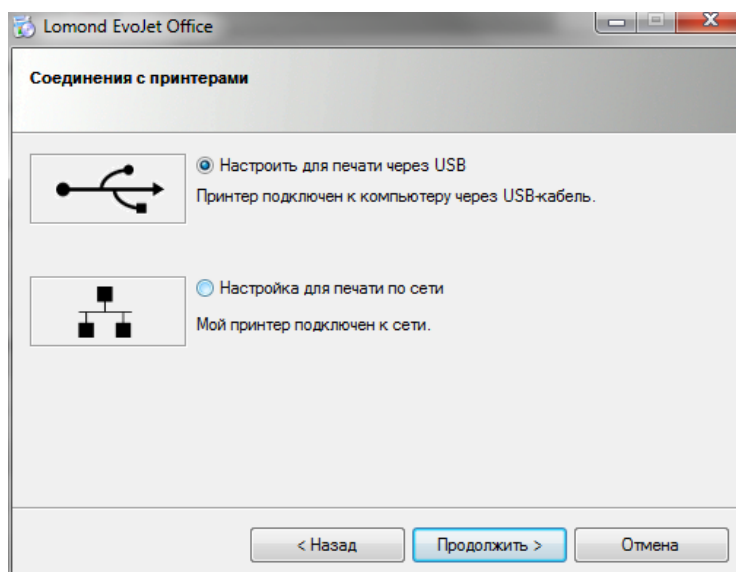 Lomond EvoJet Office
Соединения с принтерами
Настроить для печати через USB
Принтер подключен к компьютеру через USB-кабель.
Настройка для печати по сети
Мой принтер подключен к сети.
< Назад
Продолжить >
Отмена